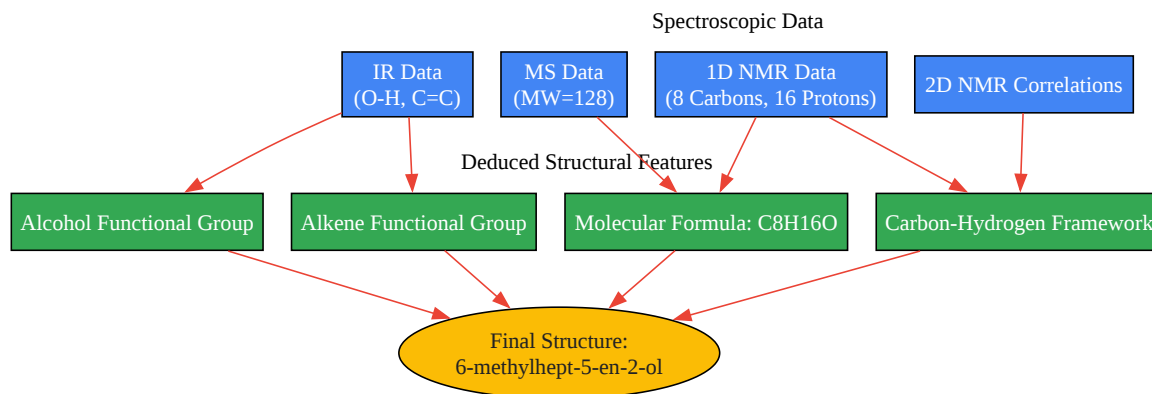 Spectroscopic Data
IR Data
(O-H, C=C)
MS Data
(MW=128)
1D NMR Data
(8 Carbons, 16 Protons)
2D NMR Correlations
Deduced Structural Features
Alcohol Functional Group
Alkene Functional Group
Molecular Formula: C8H16O
Carbon-Hydrogen Framework
Final Structure:
6-methylhept-5-en-2-ol